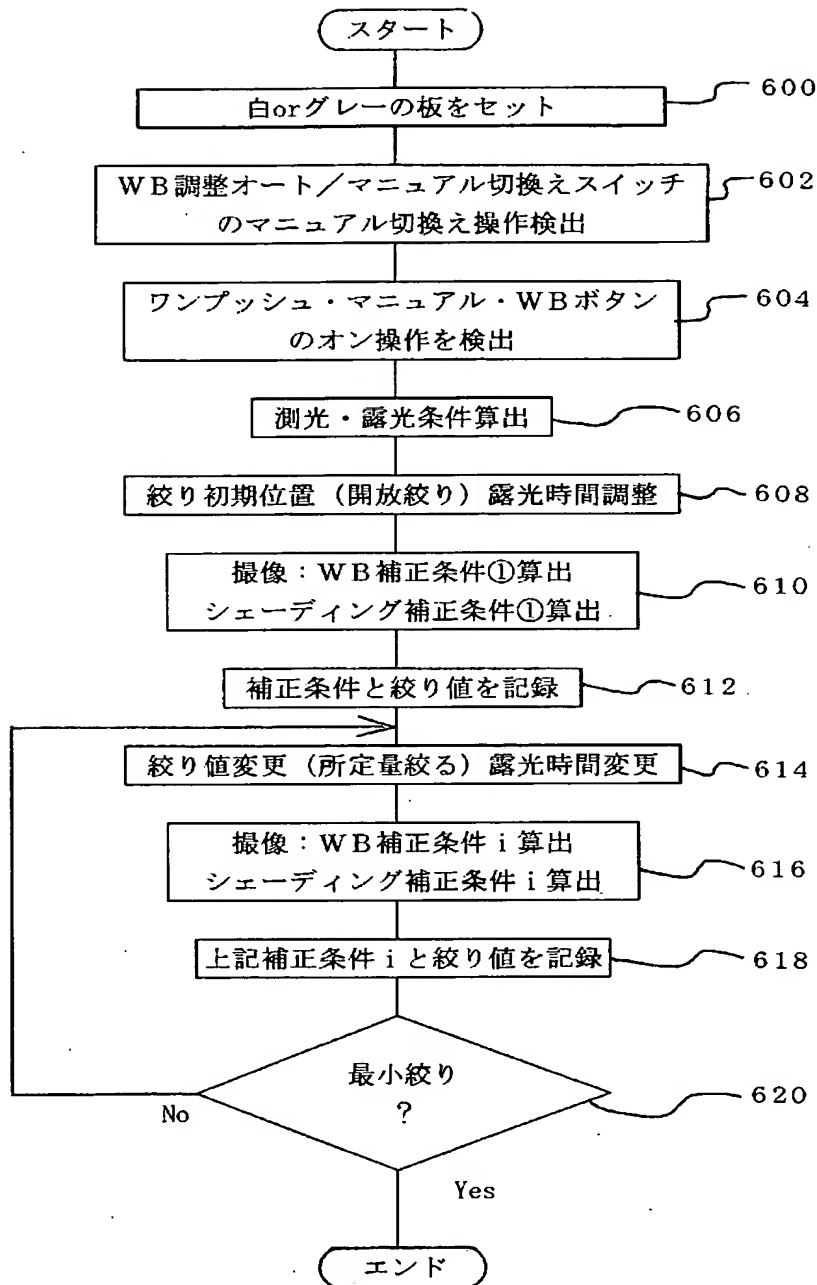 スタート
白orグレーの板をセット
600
WB調整オート／マニュアル切換えスイッチ
のマニュアル切換え操作検出
602
ワンプッシュ・マニュアル・WBボタン
のオン操作を検出
604
測光・露光条件算出
606
絞り初期位置（開放絞り）露光時間調整
608
撮像：WB補正条件①算出
シェーディング補正条件①算出
610
補正条件と絞り値を記録
612
絞り値変更（所定量絞る）露光時間変更
614
撮像：WB補正条件ｉ算出
シェーディング補正条件ｉ算出
616
上記補正条件ｉと絞り値を記録
618
最小絞り
？
620
No
Yes
エンド